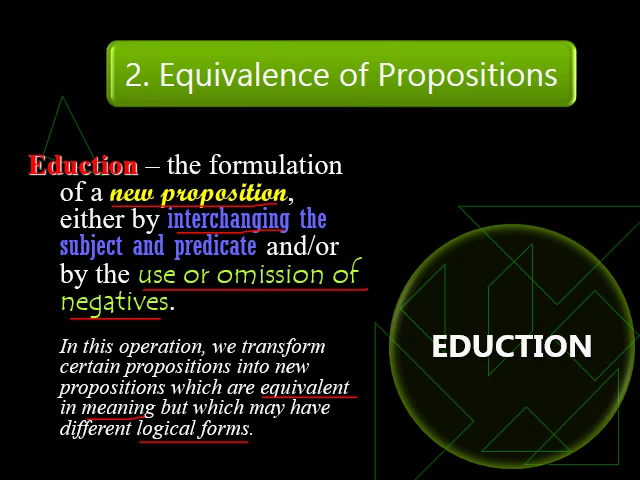 2. Equivalence of Propositions
Eduction – the formulation
of a new proposition,
either by interchanging the
subject and predicate and/or
by the use or omission of
negatives.
In this operation, we transform
certain propositions into new
propositions which are equivalent
in meaning but which may have
different logical forms.
EDUCTION